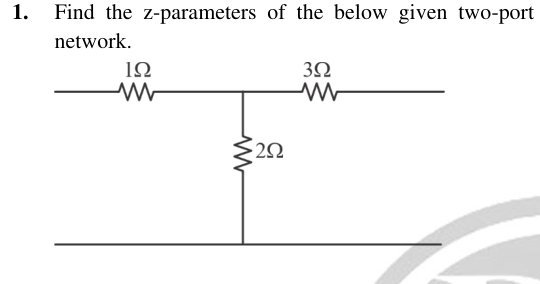 1. Find the z-parameters of the below given two-port
network.
1Ω 3Ω
2Ω